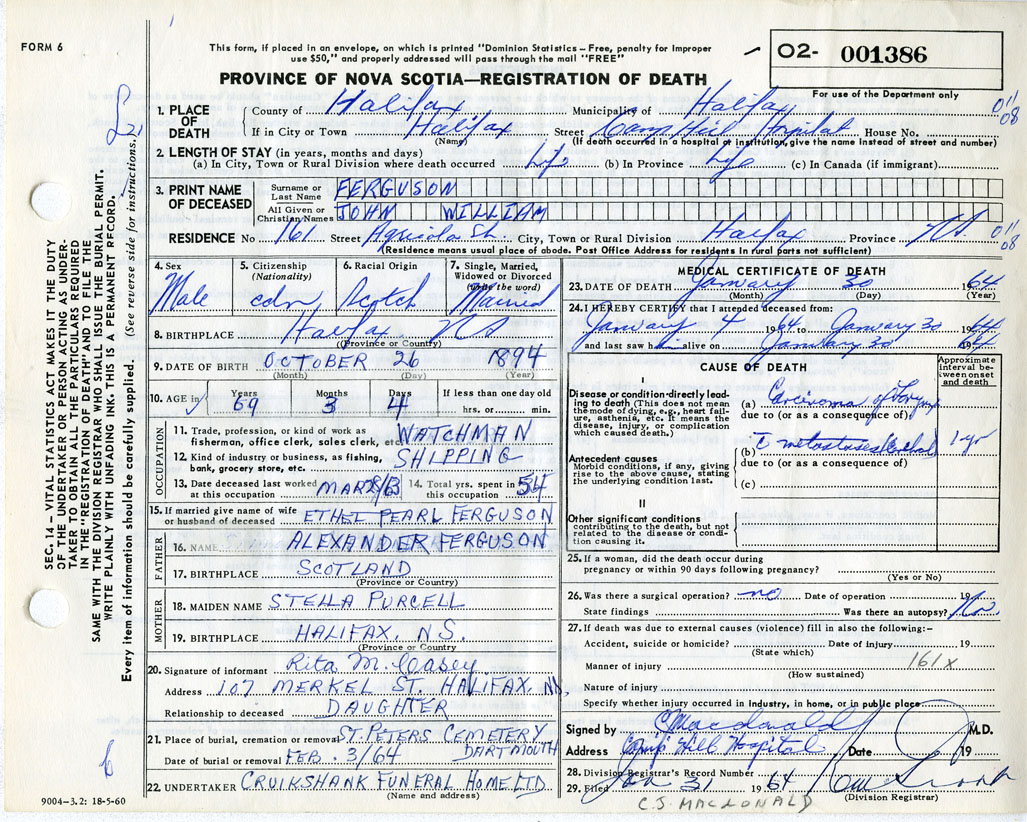 FORM 6
This form, if placed in an envelope, on which is printed "Dominion Statistics – Free, penalty for improper use $50," and properly addressed will pass through the mail "FREE"
O2- 001386
For use of the Department only
PROVINCE OF NOVA SCOTIA—REGISTRATION OF DEATH
011
08
1. PLACE OF DEATH
County of Halifax Municipality of Halifax
If in City or Town Halifax (Name) Street Camp Hill Hospital House No.
(If death occurred in a hospital or institution, give the name instead of street and number)
2. LENGTH OF STAY (in years, months and days)
(a) In City, Town or Rural Division where death occurred Life (b) In Province Life (c) In Canada (if immigrant)
3. PRINT NAME OF DECEASED
Surname or Last Name FERGUSON
All Given or Christian Names JOHN WILLIAM
RESIDENCE No 161 Street Agricola St. City, Town or Rural Division Halifax Province NS
011
08
(Residence means usual place of abode. Post Office Address for residents in rural parts not sufficient)
4. Sex Male
5. Citizenship (Nationality) cdn
6. Racial Origin Scotch
7. Single, Married, Widowed or Divorced (write the word) Married
8. BIRTHPLACE Halifax NS
(Province or Country)
9. DATE OF BIRTH OCTOBER 26 1894
(Month) (Day) (Year)
10. AGE in Years 69 Months 3 Days 4 If less than one day old hrs. or min.
OCCUPATION
11. Trade, profession, or kind of work as fisherman, office clerk, sales clerk, etc. WATCHMAN
12. Kind of industry or business, as fishing, bank, grocery store, etc. SHIPPING
13. Date deceased last worked at this occupation MAR 28/63 14. Total yrs. spent in this occupation 54
15. If married give name of wife or husband of deceased ETHEL PEARL FERGUSON
FATHER
16. NAME ALEXANDER FERGUSON
17. BIRTHPLACE SCOTLAND
(Province or Country)
MOTHER
18. MAIDEN NAME STELLA PURCELL
19. BIRTHPLACE HALIFAX, NS.
(Province or Country
20. Signature of informant Rita M. Casey
Address 107 MERKEL ST. HALIFAX, NS,
Relationship to deceased DAUGHTER
21. Place of burial, cremation or removal ST. PETERS CEMETERY
DARTMOUTH
Date of burial or removal FEB. 3/64
22. UNDERTAKER CRUIKSHANK FUNERAL HOME LTD.
(Name and address)
9004–3.2: 18-5-60
MEDICAL CERTIFICATE OF DEATH
23. DATE OF DEATH January 30 1964
(Month) (Day) (Year)
24. I HEREBY CERTIFY that I attended deceased from:
January 4 1964 to January 30 1964
and last saw him alive on January 30 1964
CAUSE OF DEATH
Approximate interval between onset and death
I
Disease or condition directly leading to death (This does not mean the mode of dying, e.g., heart failure, asthenia, etc. It means the disease, injury, or complication which caused death.)
(a) Carcinoma of Larynx
due to (or as a consequence of)
(b) c metastases 1 yr
due to (or as a consequence of)
(c)
Antecedent causes
Morbid conditions, if any, giving rise to the above cause, stating the underlying condition last.
II
Other significant conditions contributing to the death, but not related to the disease or condition causing it.
25. If a woman, did the death occur during pregnancy or within 90 days following pregnancy?
(Yes or No)
26. Was there a surgical operation? no Date of operation 19
State findings Was there an autopsy? No.
27. If death was due to external causes (violence) fill in also the following:–
Accident, suicide or homicide? Date of injury 19
(State which)
Manner of injury 161X
(How sustained)
Nature of injury
Specify whether injury occurred in Industry, in home, or in public place
Signed by C J Macdonald M.D.
Address Camp Hill Hospital Date 19
28. Division Registrar's Record Number
29. Filed Jan 31 1964
(Division Registrar)
C.J. MACDONALD
SEC. 14 – VITAL STATISTICS ACT MAKES IT THE DUTY
OF THE UNDERTAKER OR PERSON ACTING AS UNDER-
TAKER TO OBTAIN ALL THE PARTICULARS REQUIRED
IN THE "REGISTRATION OF DEATH AND TO FILE THE
SAME WITH THE DIVISION REGISTRAR WHO SHALL ISSUE THE BURIAL PERMIT.
WRITE PLAINLY WITH UNFADING INK. THIS IS A PERMANENT RECORD.
Every item of information should be carefully supplied. (See reverse side for instructions.)